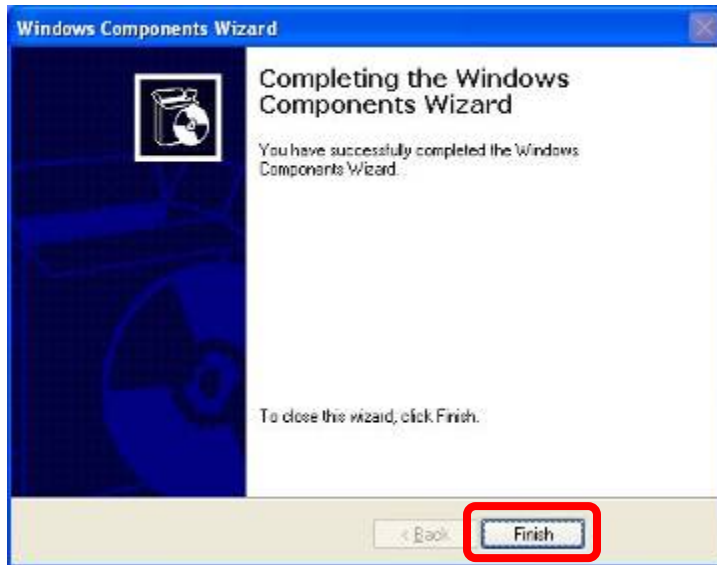 Windows Components Wizard
Completing the Windows
Components Wizard
You have successfully completed the Windows
Components Wizard.
To close this wizard, click Finish.
< Back
Finish